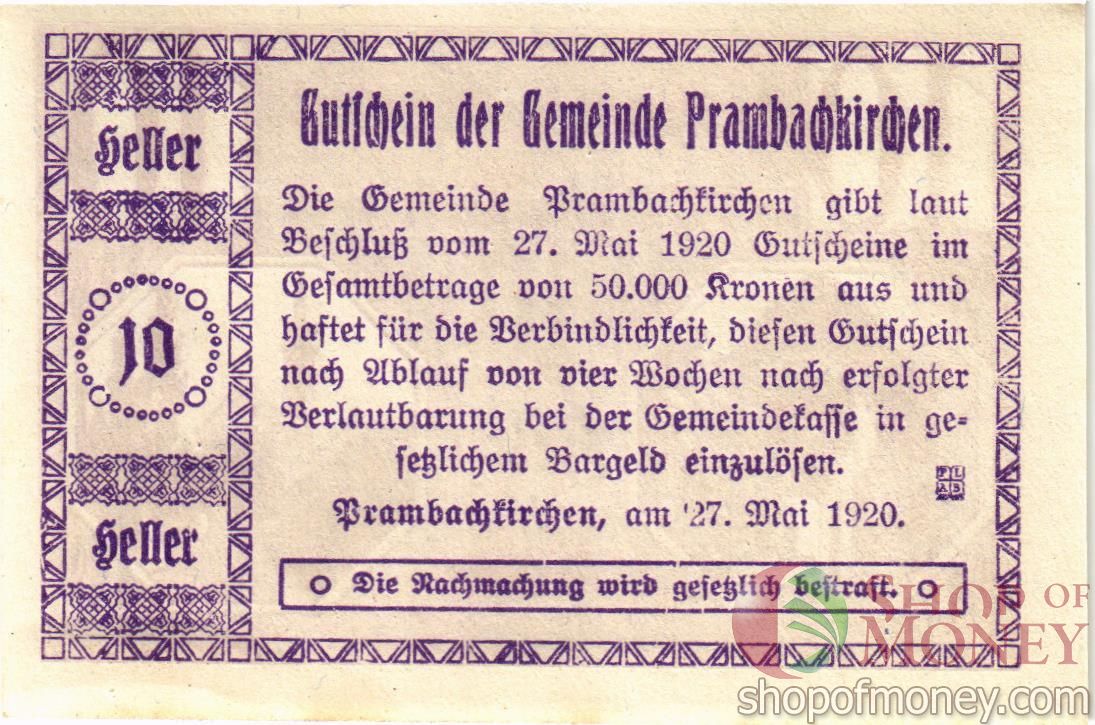 Heller
10
Heller
Gutschein der Gemeinde Prambachkirchen.
Die Gemeinde Prambachkirchen gibt laut
Beschluß vom 27. Mai 1920 Gutscheine im
Gesamtbetrage von 50.000 Kronen aus und
haftet für die Verbindlichkeit, diesen Gutschein
nach Ablauf von vier Wochen nach erfolgter
Verlautbarung bei der Gemeindekasse in ge=
setzlichem Bargeld einzulösen.
Prambachkirchen, am 27. Mai 1920.
Die Nachmachung wird gesetzlich bestraft.
SHOP OF
MONEY
shopofmoney.com